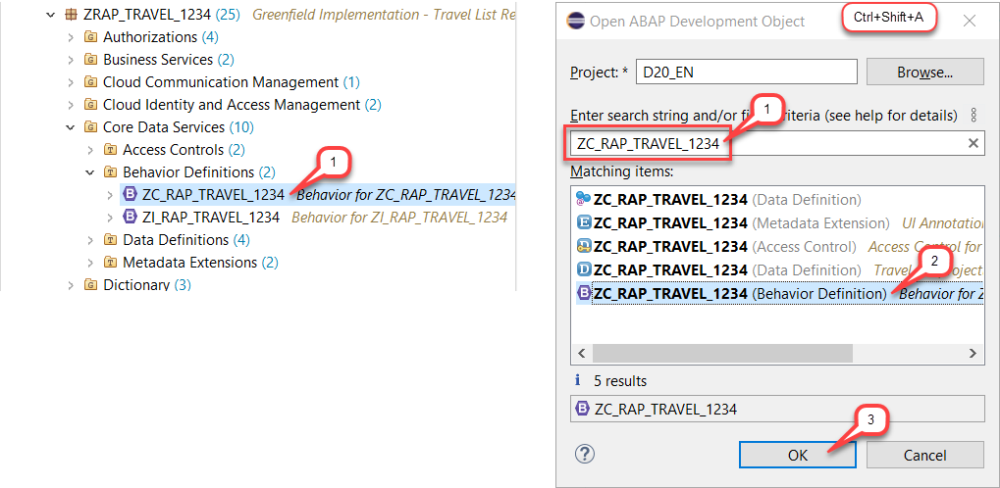 ZRAP_TRAVEL_1234 (25) Greenfield Implementation - Travel List Re
Authorizations (4)
Business Services (2)
Cloud Communication Management (1)
Cloud Identity and Access Management (2)
Core Data Services (10)
Access Controls (2)
Behavior Definitions (2)
1
ZC_RAP_TRAVEL_1234 Behavior for ZC_RAP_TRAVEL_1234
ZI_RAP_TRAVEL_1234 Behavior for ZI_RAP_TRAVEL_1234
Data Definitions (4)
Metadata Extensions (2)
Dictionary (3)
Open ABAP Development Object
Ctrl+Shift+A
Project: * D20_EN Browse...
Enter search string and/or fi criteria (see help for details)
1
ZC_RAP_TRAVEL_1234
Matching items:
ZC_RAP_TRAVEL_1234 (Data Definition)
ZC_RAP_TRAVEL_1234 (Metadata Extension) UI Annotation
ZC_RAP_TRAVEL_1234 (Access Control) Access Control for
ZC_RAP_TRAVEL_1234 (Data Definition) Travel
2
ZC_RAP_TRAVEL_1234 (Behavior Definition) Behavior for Z
5 results
ZC_RAP_TRAVEL_1234
3
OK Cancel